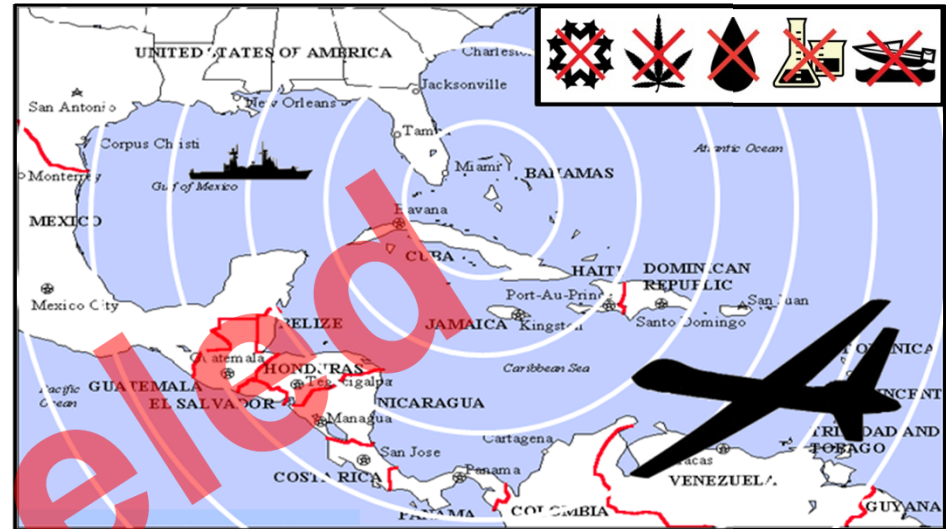 UNITED STATES OF AMERICA
Charlest
Jacksonville
San Antonio
New Orleans
Tampa
Corpus Christi
Atlantic Ocean
Miami
Monterrey
BAHAMAS
Gulf of Mexico
MEXICO
Havana
CUBA
HAITI
DOMINICAN
REPUBLIC
Port-Au-Prince
San Juan
Mexico City
BELIZE
JAMAICA
Kingston
Santo Domingo
Guatemala
HONDURAS
Caribbean Sea
Pacific
Ocean
GUATEMALA
Tegucigalpa
EL SALVADOR
NICARAGUA
VINCENT
Managua
TRINIDAD AND
TOBAGO
Cartagena
San Jose
Panama
Caracas
COSTA RICA
VENEZUELA
PANAMA
COLOMBIA
GUYANA
eled